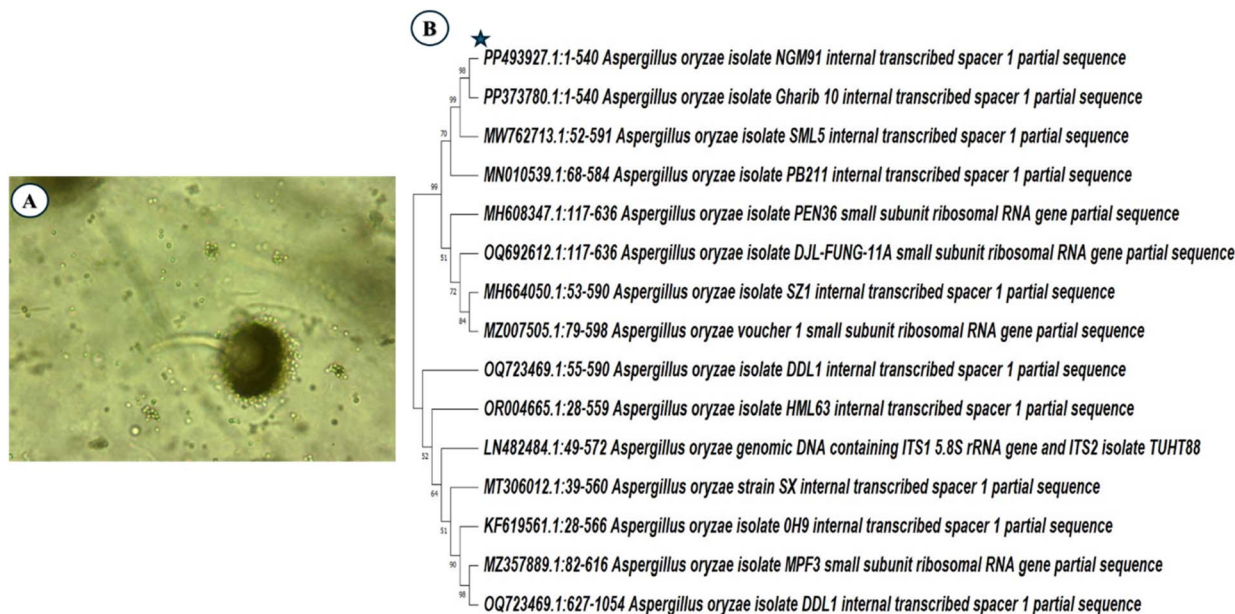 A
B
PP493927.1:1-540 Aspergillus oryzae isolate NGM91 internal transcribed spacer 1 partial sequence
98
PP373780.1:1-540 Aspergillus oryzae isolate Gharib 10 internal transcribed spacer 1 partial sequence
99
MW762713.1:52-591 Aspergillus oryzae isolate SML5 internal transcribed spacer 1 partial sequence
70
MN010539.1:68-584 Aspergillus oryzae isolate PB211 internal transcribed spacer 1 partial sequence
99
MH608347.1:117-636 Aspergillus oryzae isolate PEN36 small subunit ribosomal RNA gene partial sequence
OQ692612.1:117-636 Aspergillus oryzae isolate DJL-FUNG-11A small subunit ribosomal RNA gene partial sequence
51
MH664050.1:53-590 Aspergillus oryzae isolate SZ1 internal transcribed spacer 1 partial sequence
72
MZ007505.1:79-598 Aspergillus oryzae voucher 1 small subunit ribosomal RNA gene partial sequence
84
OQ723469.1:55-590 Aspergillus oryzae isolate DDL1 internal transcribed spacer 1 partial sequence
OR004665.1:28-559 Aspergillus oryzae isolate HML63 internal transcribed spacer 1 partial sequence
LN482484.1:49-572 Aspergillus oryzae genomic DNA containing ITS1 5.8S rRNA gene and ITS2 isolate TUHT88
52
MT306012.1:39-560 Aspergillus oryzae strain SX internal transcribed spacer 1 partial sequence
64
KF619561.1:28-566 Aspergillus oryzae isolate 0H9 internal transcribed spacer 1 partial sequence
51
MZ357889.1:82-616 Aspergillus oryzae isolate MPF3 small subunit ribosomal RNA gene partial sequence
90
OQ723469.1:627-1054 Aspergillus oryzae isolate DDL1 internal transcribed spacer 1 partial sequence
98